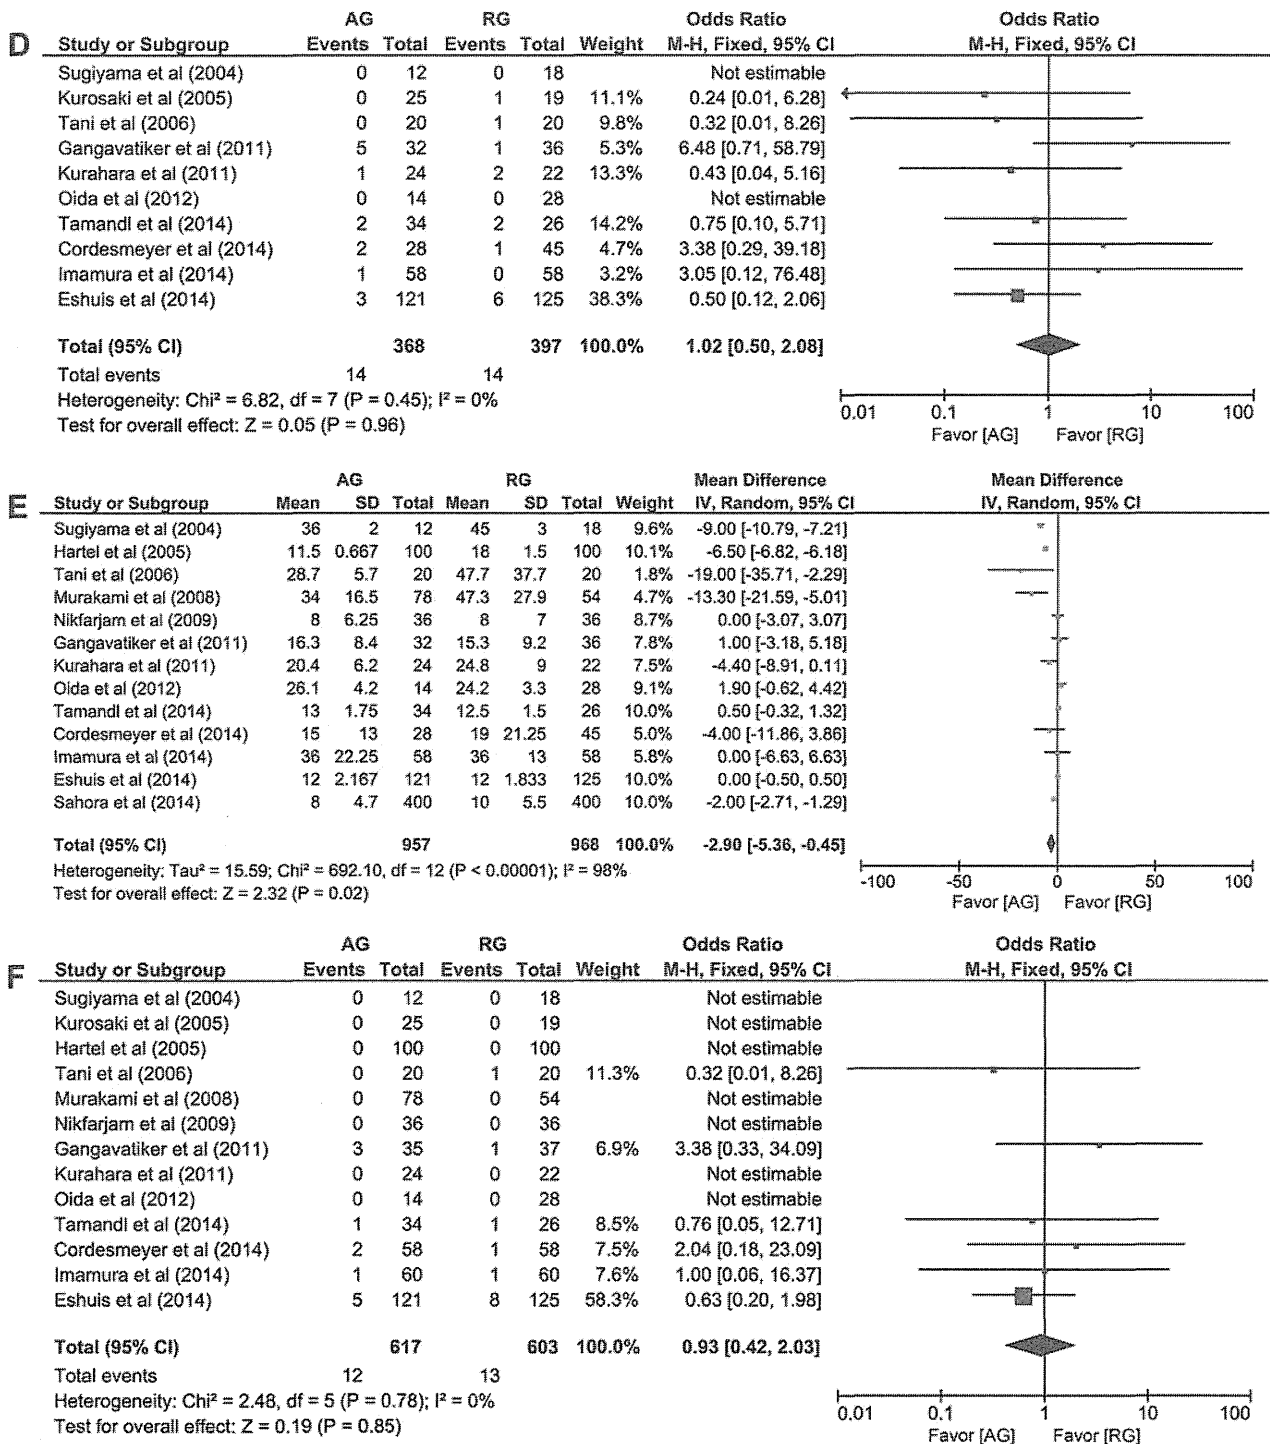 D
AG RG Odds Ratio Odds Ratio
Study or Subgroup Events Total Events Total Weight M-H, Fixed, 95% CI M-H, Fixed, 95% CI
Sugiyama et al (2004) 0 12 0 18 Not estimable
Kurosaki et al (2005) 0 25 1 19 11.1% 0.24 [0.01, 6.28]
Tani et al (2006) 0 20 1 20 9.8% 0.32 [0.01, 8.26]
Gangavatiker et al (2011) 5 32 1 36 5.3% 6.48 [0.71, 58.79]
Kurahara et al (2011) 1 24 2 22 13.3% 0.43 [0.04, 5.16]
Oida et al (2012) 0 14 0 28 Not estimable
Tamandl et al (2014) 2 34 2 26 14.2% 0.75 [0.10, 5.71]
Cordesmeyer et al (2014) 2 28 1 45 4.7% 3.38 [0.29, 39.18]
Imamura et al (2014) 1 58 0 58 3.2% 3.05 [0.12, 76.48]
Eshuis et al (2014) 3 121 6 125 38.3% 0.50 [0.12, 2.06]
Total (95% CI) 368 397 100.0% 1.02 [0.50, 2.08]
Total events 14 14
Heterogeneity: Chi² = 6.82, df = 7 (P = 0.45); I² = 0%
Test for overall effect: Z = 0.05 (P = 0.96)
0.01 0.1 1 10 100
Favor [AG] Favor [RG]
E
AG RG Mean Difference Mean Difference
Study or Subgroup Mean SD Total Mean SD Total Weight IV, Random, 95% CI IV, Random, 95% CI
Sugiyama et al (2004) 36 2 12 45 3 18 9.6% -9.00 [-10.79, -7.21]
Hartel et al (2005) 11.5 0.667 100 18 1.5 100 10.1% -6.50 [-6.82, -6.18]
Tani et al (2006) 28.7 5.7 20 47.7 37.7 20 1.8% -19.00 [-35.71, -2.29]
Murakami et al (2008) 34 16.5 78 47.3 27.9 54 4.7% -13.30 [-21.59, -5.01]
Nikfarjam et al (2009) 8 6.25 36 8 7 36 8.7% 0.00 [-3.07, 3.07]
Gangavatiker et al (2011) 16.3 8.4 32 15.3 9.2 36 7.8% 1.00 [-3.18, 5.18]
Kurahara et al (2011) 20.4 6.2 24 24.8 9 22 7.5% -4.40 [-8.91, 0.11]
Oida et al (2012) 26.1 4.2 14 24.2 3.3 28 9.1% 1.90 [-0.62, 4.42]
Tamandl et al (2014) 13 1.75 34 12.5 1.5 26 10.0% 0.50 [-0.32, 1.32]
Cordesmeyer et al (2014) 15 13 28 19 21.25 45 5.0% -4.00 [-11.86, 3.86]
Imamura et al (2014) 36 22.25 58 36 13 58 5.8% 0.00 [-6.63, 6.63]
Eshuis et al (2014) 12 2.167 121 12 1.833 125 10.0% 0.00 [-0.50, 0.50]
Sahora et al (2014) 8 4.7 400 10 5.5 400 10.0% -2.00 [-2.71, -1.29]
Total (95% CI) 957 968 100.0% -2.90 [-5.36, -0.45]
Heterogeneity: Tau² = 15.59; Chi² = 692.10, df = 12 (P < 0.00001); I² = 98%
Test for overall effect: Z = 2.32 (P = 0.02)
-100 -50 0 50 100
Favor [AG] Favor [RG]
F
AG RG Odds Ratio Odds Ratio
Study or Subgroup Events Total Events Total Weight M-H, Fixed, 95% CI M-H, Fixed, 95% CI
Sugiyama et al (2004) 0 12 0 18 Not estimable
Kurosaki et al (2005) 0 25 0 19 Not estimable
Hartel et al (2005) 0 100 0 100 Not estimable
Tani et al (2006) 0 20 1 20 11.3% 0.32 [0.01, 8.26]
Murakami et al (2008) 0 78 0 54 Not estimable
Nikfarjam et al (2009) 0 36 0 36 Not estimable
Gangavatiker et al (2011) 3 35 1 37 6.9% 3.38 [0.33, 34.09]
Kurahara et al (2011) 0 24 0 22 Not estimable
Oida et al (2012) 0 14 0 28 Not estimable
Tamandl et al (2014) 1 34 1 26 8.5% 0.76 [0.05, 12.71]
Cordesmeyer et al (2014) 2 58 1 58 7.5% 2.04 [0.18, 23.09]
Imamura et al (2014) 1 60 1 60 7.6% 1.00 [0.06, 16.37]
Eshuis et al (2014) 5 121 8 125 58.3% 0.63 [0.20, 1.98]
Total (95% CI) 617 603 100.0% 0.93 [0.42, 2.03]
Total events 12 13
Heterogeneity: Chi² = 2.48, df = 5 (P = 0.78); I² = 0%
Test for overall effect: Z = 0.19 (P = 0.85)
0.01 0.1 1 10 100
Favor [AG] Favor [RG]